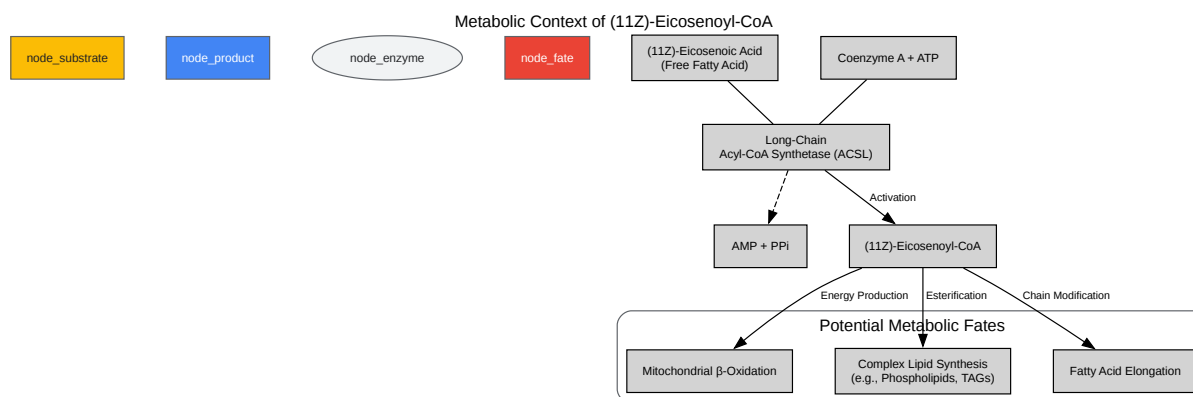 Metabolic Context of (11Z)-Eicosenoyl-CoA
node_substrate
node_product
node_enzyme
node_fate
(11Z)-Eicosenoic Acid
(Free Fatty Acid)
Coenzyme A + ATP
Long-Chain
Acyl-CoA Synthetase (ACSL)
Activation
AMP + PPi
(11Z)-Eicosenoyl-CoA
Energy Production
Esterification
Chain Modification
Potential Metabolic Fates
Mitochondrial β-Oxidation
Complex Lipid Synthesis
(e.g., Phospholipids, TAGs)
Fatty Acid Elongation